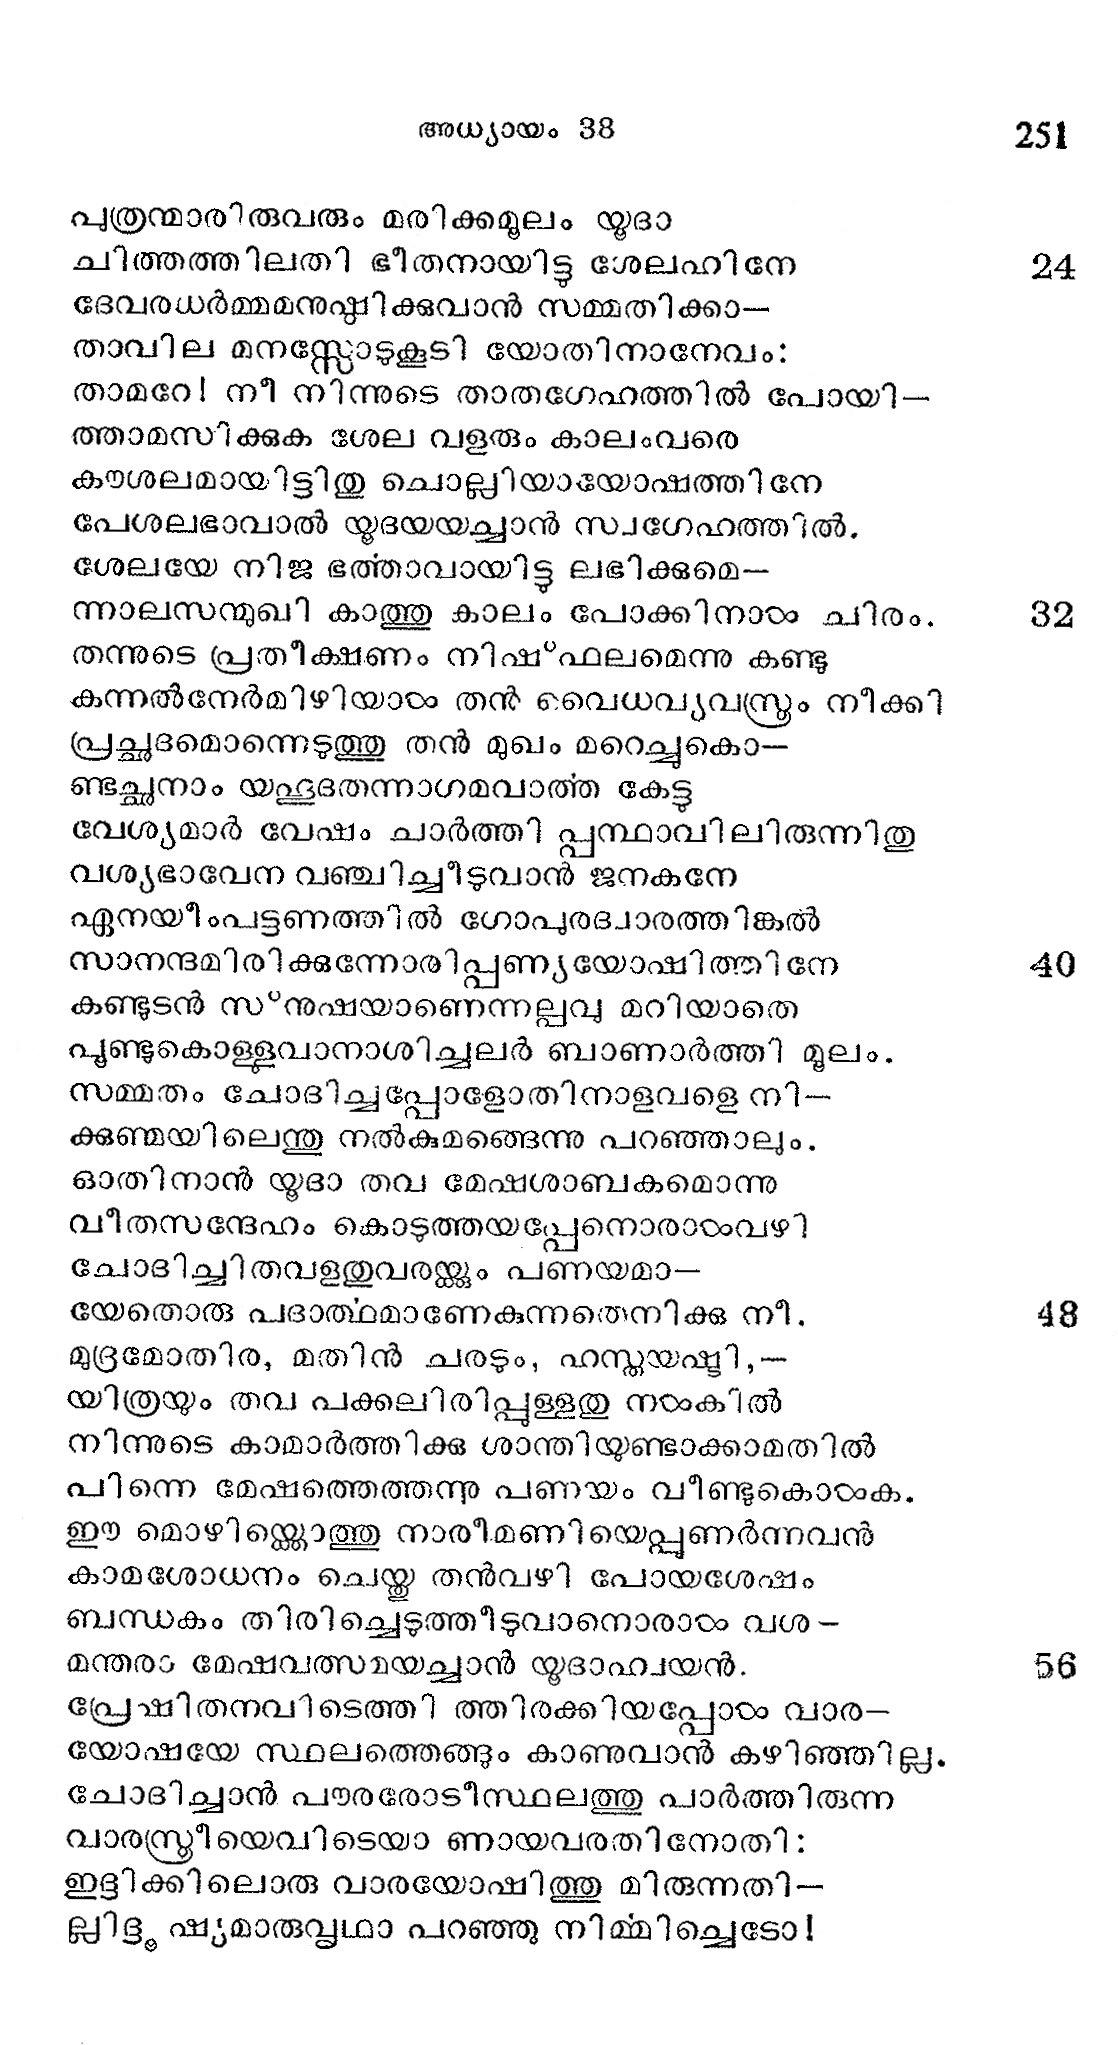 അധ്യായം 38
251
പുത്രന്മാരിരുവരും മരിക്കമൂലം യൂദാ
ചിത്തത്തിലതി ഭീതനായിട്ടു ശേലഹിനേ
24
ദേവരധർമ്മമനുഷ്ഠിക്കുവാൻ സമ്മതിക്കാ—
താവില മനസ്സോടുകൂടി യോതിനാനേവം:
താമറേ! നീ നിന്നുടെ താതഗേഹത്തിൽ പോയി—
ത്താമസിക്കുക ശേല വളരും കാലംവരെ
കൗശലമായിട്ടിതു ചൊല്ലിയായോഷത്തിനേ
പേശലഭാവാൽ യൂദയയച്ചാൻ സ്വഗേഹത്തിൽ.
ശേലയേ നിജ ഭർത്താവായിട്ടു ലഭിക്കുമെ—
ന്നാലസന്മുഖി കാത്തു കാലം പോക്കിനാൾ ചിരം.
32
തന്നുടെ പ്രതീക്ഷണം നിഷ്ഫലമെന്നു കണ്ടു
കന്നൽനേർമിഴിയാൾ തൻ വൈധവ്യവസ്ത്രം നീക്കി
പ്രച്ഛദമൊന്നെടുത്തു തൻ മുഖം മറെച്ചുകൊ—
ണ്ടച്ഛനാം യഹൂദതന്നാഗമവാർത്ത കേട്ടു
വേശ്യമാർ വേഷം ചാർത്തി പ്പന്ഥാവിലിരുന്നിതു
വശ്യഭാവേന വഞ്ചിച്ചീടുവാൻ ജനകനേ
ഏനയീംപട്ടണത്തിൽ ഗോപുരദ്വാരത്തിങ്കൽ
സാനന്ദമിരിക്കുന്നോരിപ്പണ്യയോഷിത്തിനേ
40
കണ്ടുടൻ സ്നുഷയാണെന്നല്പവു മറിയാതെ
പൂണ്ടുകൊള്ളുവാനാശിച്ചലർ ബാണാർത്തി മൂലം.
സമ്മതം ചോദിച്ചപ്പോളോതിനാളവളെ നി—
ക്കുണ്മയിലെന്തു നൽകുമങ്ങെന്നു പറഞ്ഞാലും.
ഓതിനാൻ യൂദാ തവ മേഷശാബകമൊന്നു
വീതസന്ദേഹം കൊടുത്തയപ്പേനൊരാൾവഴി
ചോദിച്ചിതവളതുവരയ്ക്കും പണയമാ—
യേതൊരു പദാർത്ഥമാണേകുന്നതെനിക്കു നീ.
48
മുദ്രമോതിര, മതിൻ ചരടും, ഹസ്തയഷ്ടി,—
യിത്രയും തവ പക്കലിരിപ്പുള്ളതു നൾകിൽ
നിന്നുടെ കാമാർത്തിക്കു ശാന്തിയുണ്ടാക്കാമതിൽ
പിന്നെ മേഷത്തെത്തന്നു പണയം വീണ്ടുകൊൾക.
ഈ മൊഴിയ്ക്കൊത്തു നാരീമണിയെപ്പുണർന്നവൻ
കാമശോധനം ചെയ്തു തൻവഴി പോയശേഷം
ബന്ധകം തിരിച്ചെടുത്തീടുവാനൊരാൾ വശ—
മന്തരാ മേഷവത്സമയച്ചാൻ യൂദാഹ്വയൻ.
56
പ്രേഷിതനവിടെത്തി ത്തിരക്കിയപ്പോൾ വാര—
യോഷയേ സ്ഥലത്തെങ്ങും കാണുവാൻ കഴിഞ്ഞില്ല.
ചോദിച്ചാൻ പൗരരോടീസ്ഥലത്തു പാർത്തിരുന്ന
വാരസ്ത്രീയെവിടെയാ ണായവരതിനോതി:
ഇദ്ദിക്കിലൊരു വാരയോഷിത്തു മിരുന്നതി—
ല്ലിദ്ദൂഷ്യമാരുവൃഥാ പറഞ്ഞു നിർമ്മിച്ചെടോ!